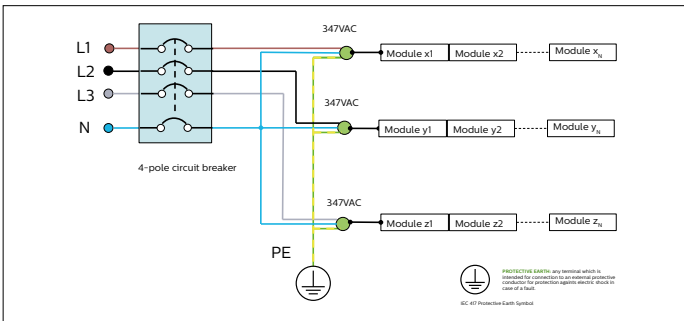 347VAC
L1
Module x1 Module x2 Module xN
L2
L3
347VAC
N
Module y1 Module y2 Module yN
4-pole circuit breaker
347VAC
Module z1 Module z2 Module zN
PE
PROTECTIVE EARTH: any terminal which is
intended for connection to an external protective
conductor for protection againts electric shock in
case of a fault.
IEC 417 Protective Earth Symbol